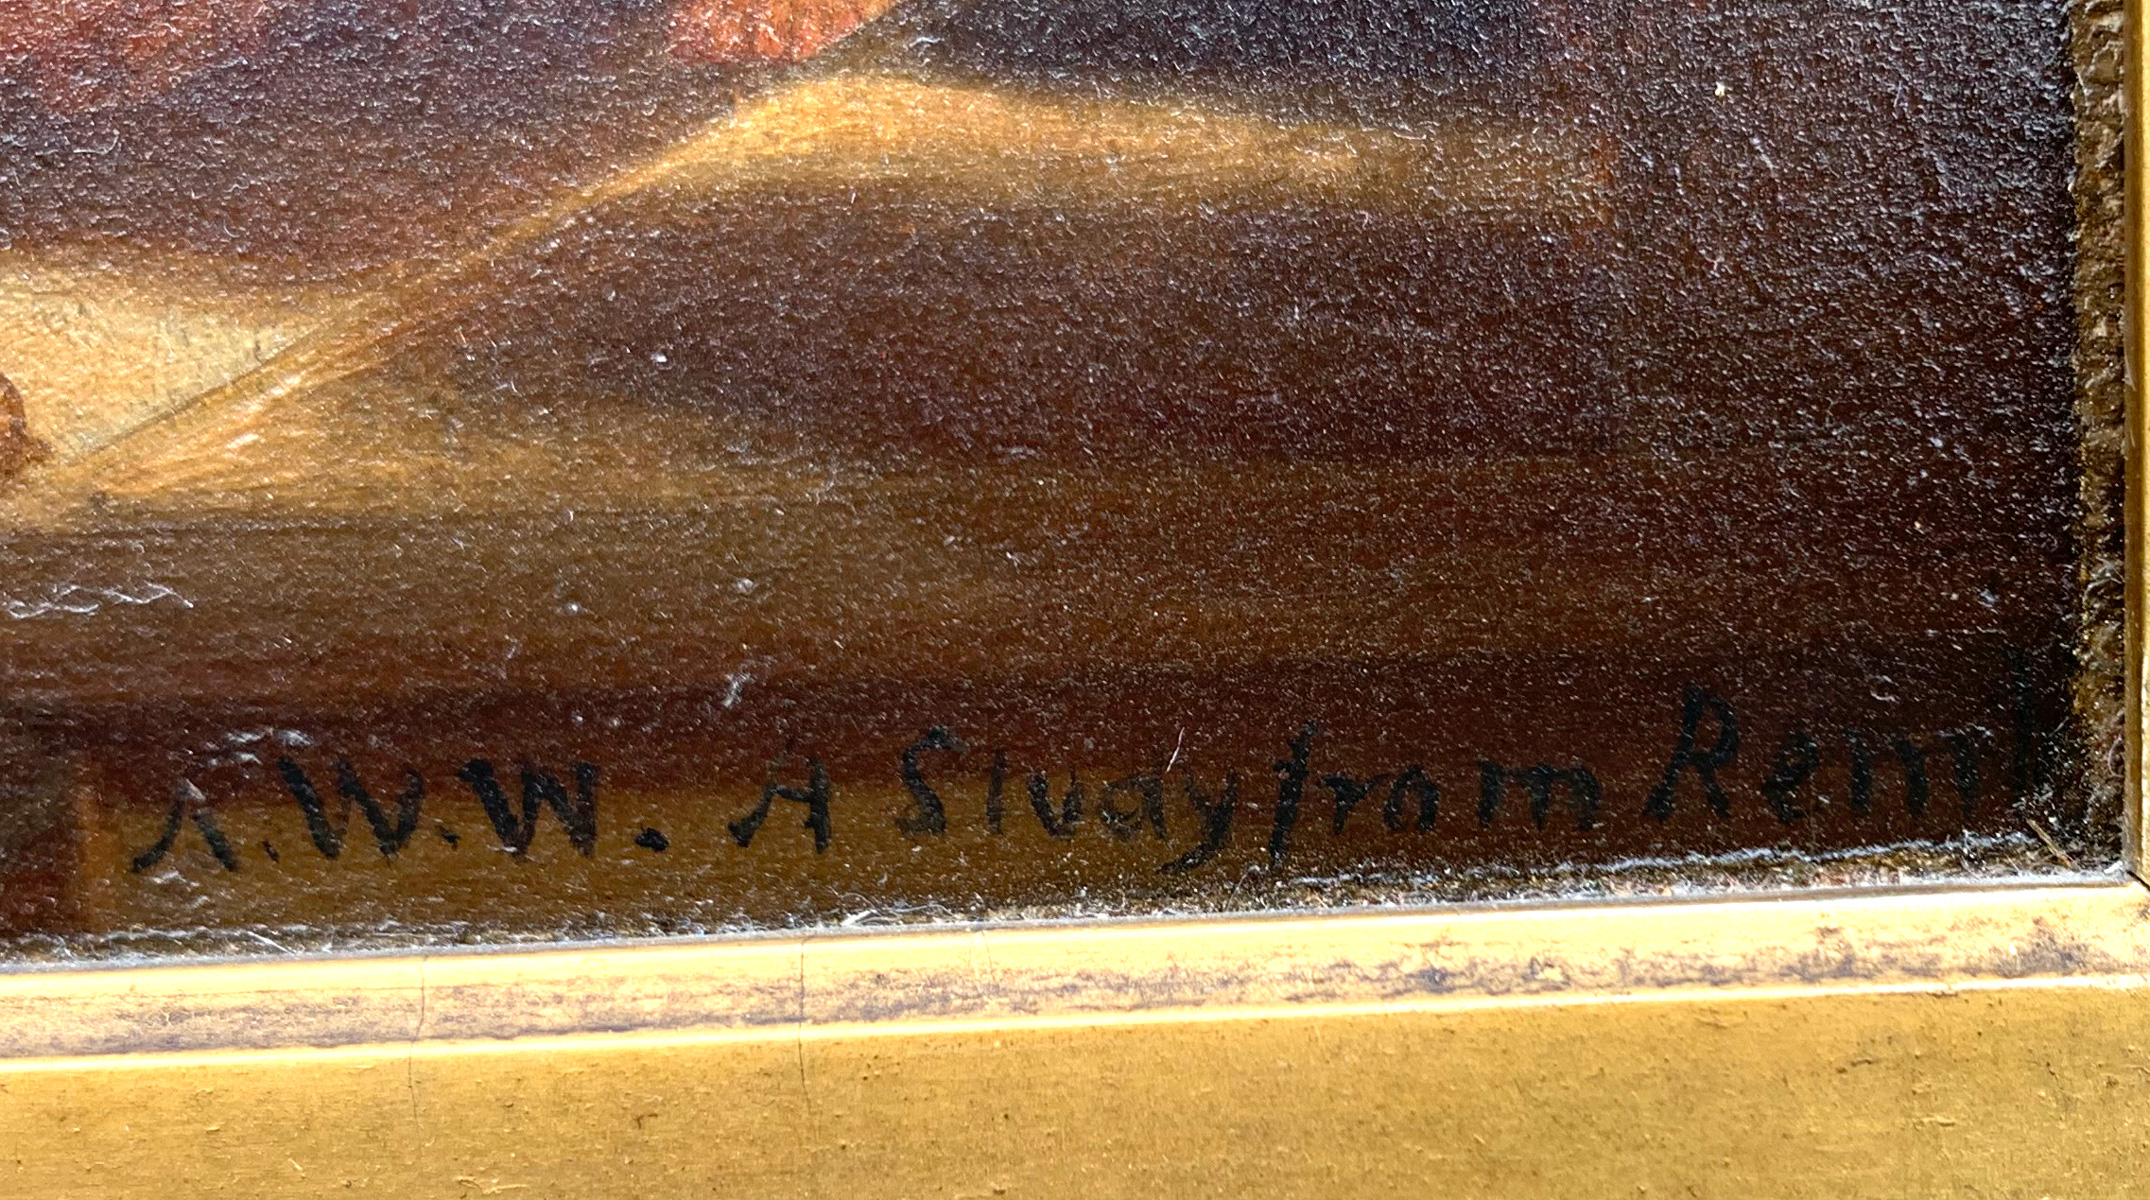 A.W.W. A Study from Remb